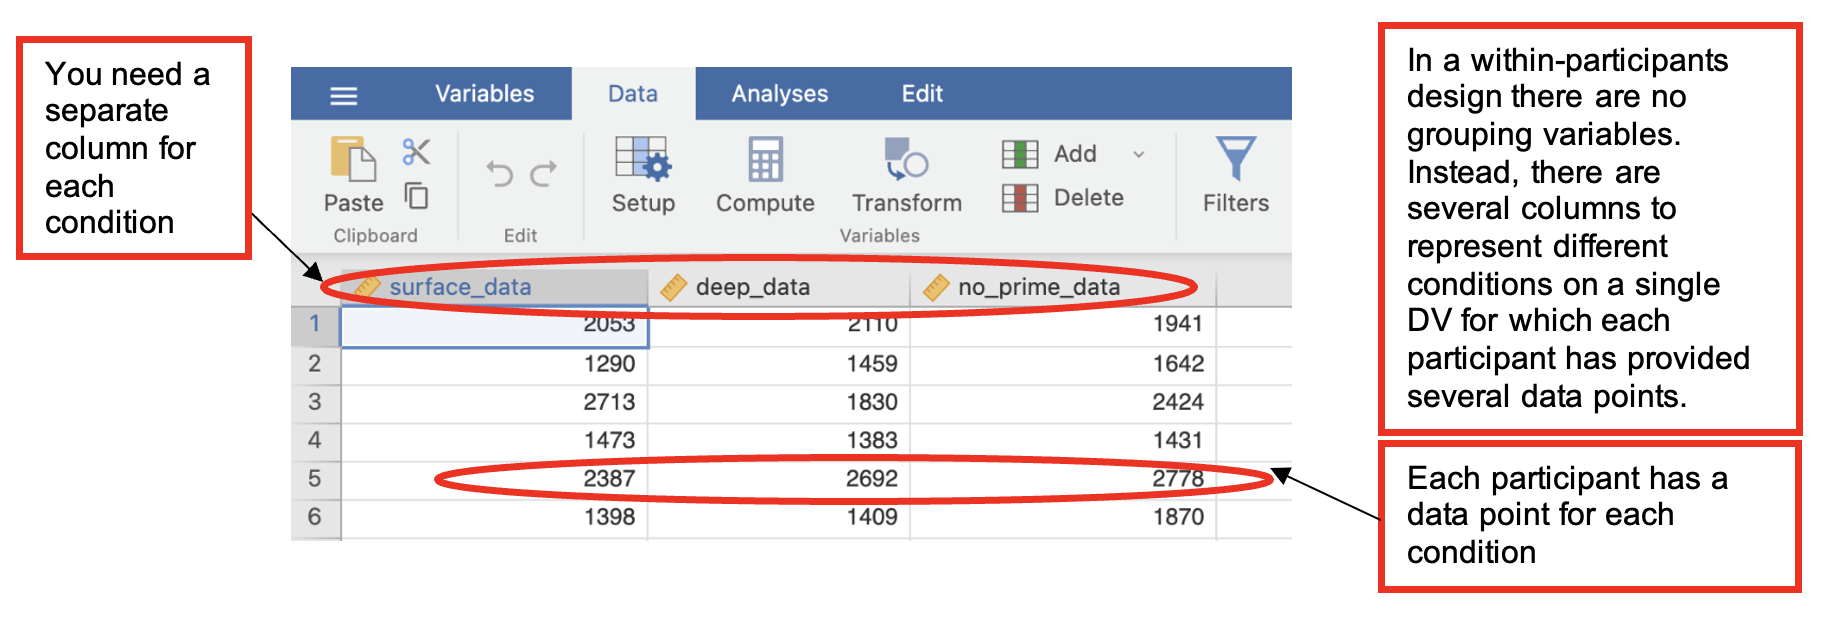 You need a
separate
column for
each
condition
Variables Data Analyses Edit
Paste
Clipboard
Edit
Setup Compute Transform
Add
Delete
Variables
Filters
surface_data deep_data no_prime_data
1 2053 2110 1941
2 1290 1459 1642
3 2713 1830 2424
4 1473 1383 1431
5 2387 2692 2778
6 1398 1409 1870
In a within-participants
design there are no
grouping variables.
Instead, there are
several columns to
represent different
conditions on a single
DV for which each
participant has provided
several data points.
Each participant has a
data point for each
condition